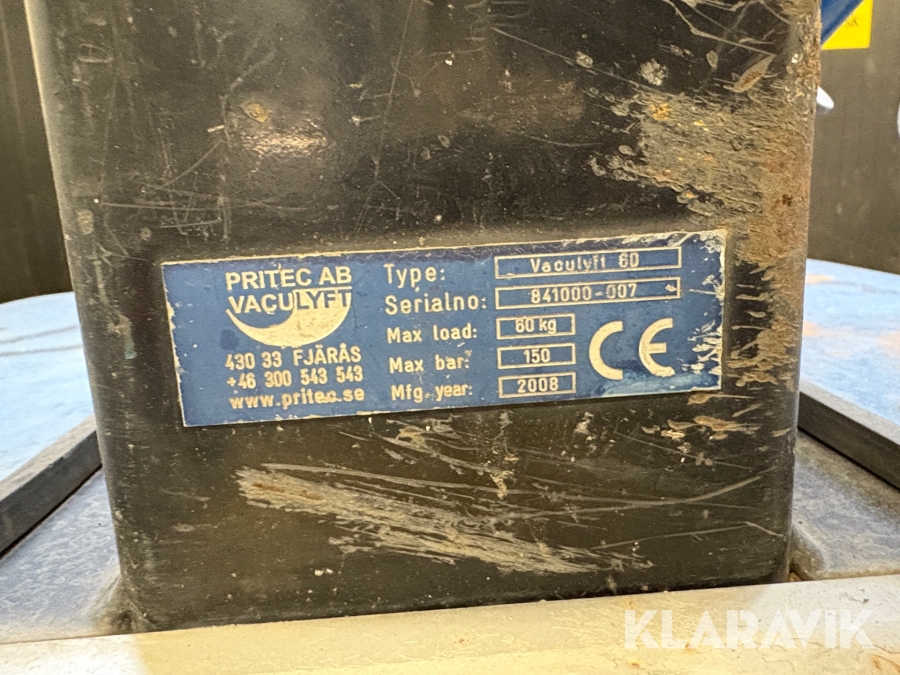 PRITEC AB
VACULYFT
430 33 FJÄRÅS
+46 300 543 543
www.pritec.se
Type: Vaculyft 60
Serialno: 841000-007
Max load: 60 kg
Max bar: 150
Mfg. year: 2008
CE
KLARAVIK